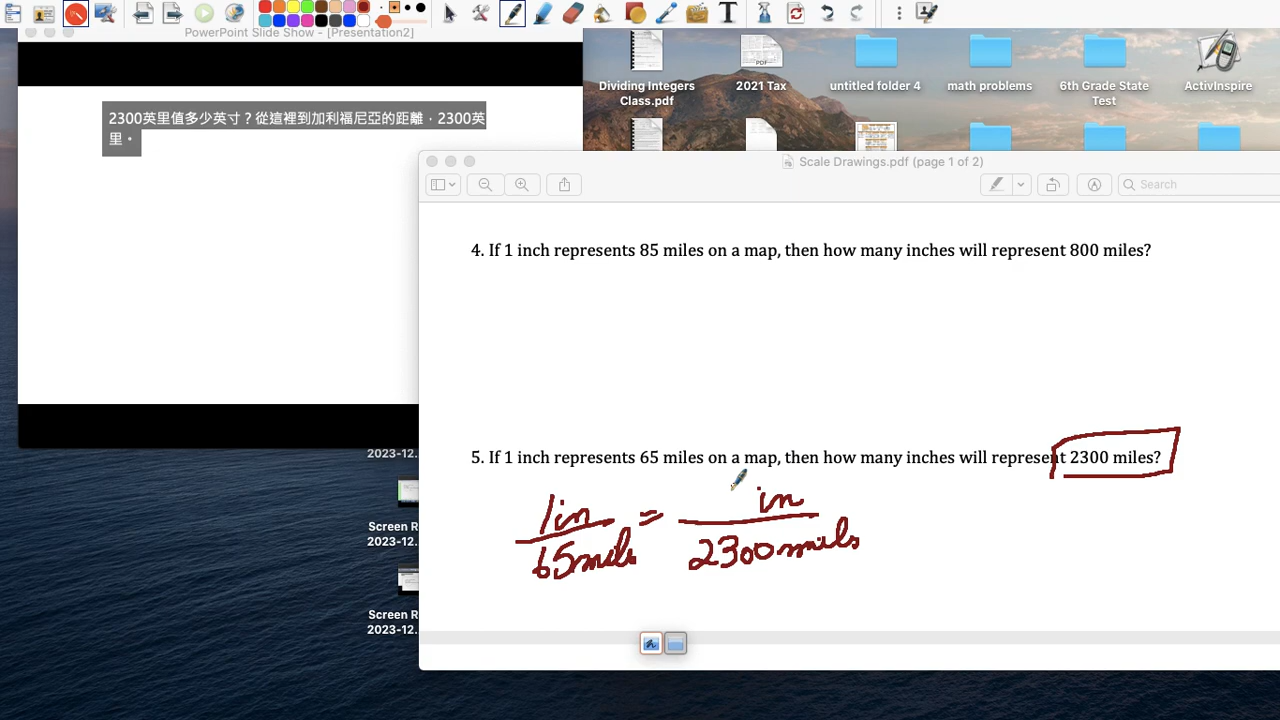 PowerPoint Slide Show - [Presentation2]
2300英里值多少英寸？從這裡到加利福尼亞的距離，2300英
里。
Dividing Integers
Class.pdf
PDF
2021 Tax
untitled folder 4
math problems
6th Grade State
Test
ActivInspire
Scale Drawings.pdf (page 1 of 2)
Search
4. If 1 inch represents 85 miles on a map, then how many inches will represent 800 miles?
5. If 1 inch represents 65 miles on a map, then how many inches will represent 2300 miles?
1in = in
65 mils 2300 miles
2023-12.
Screen R
2023-12.
Screen R
2023-12.